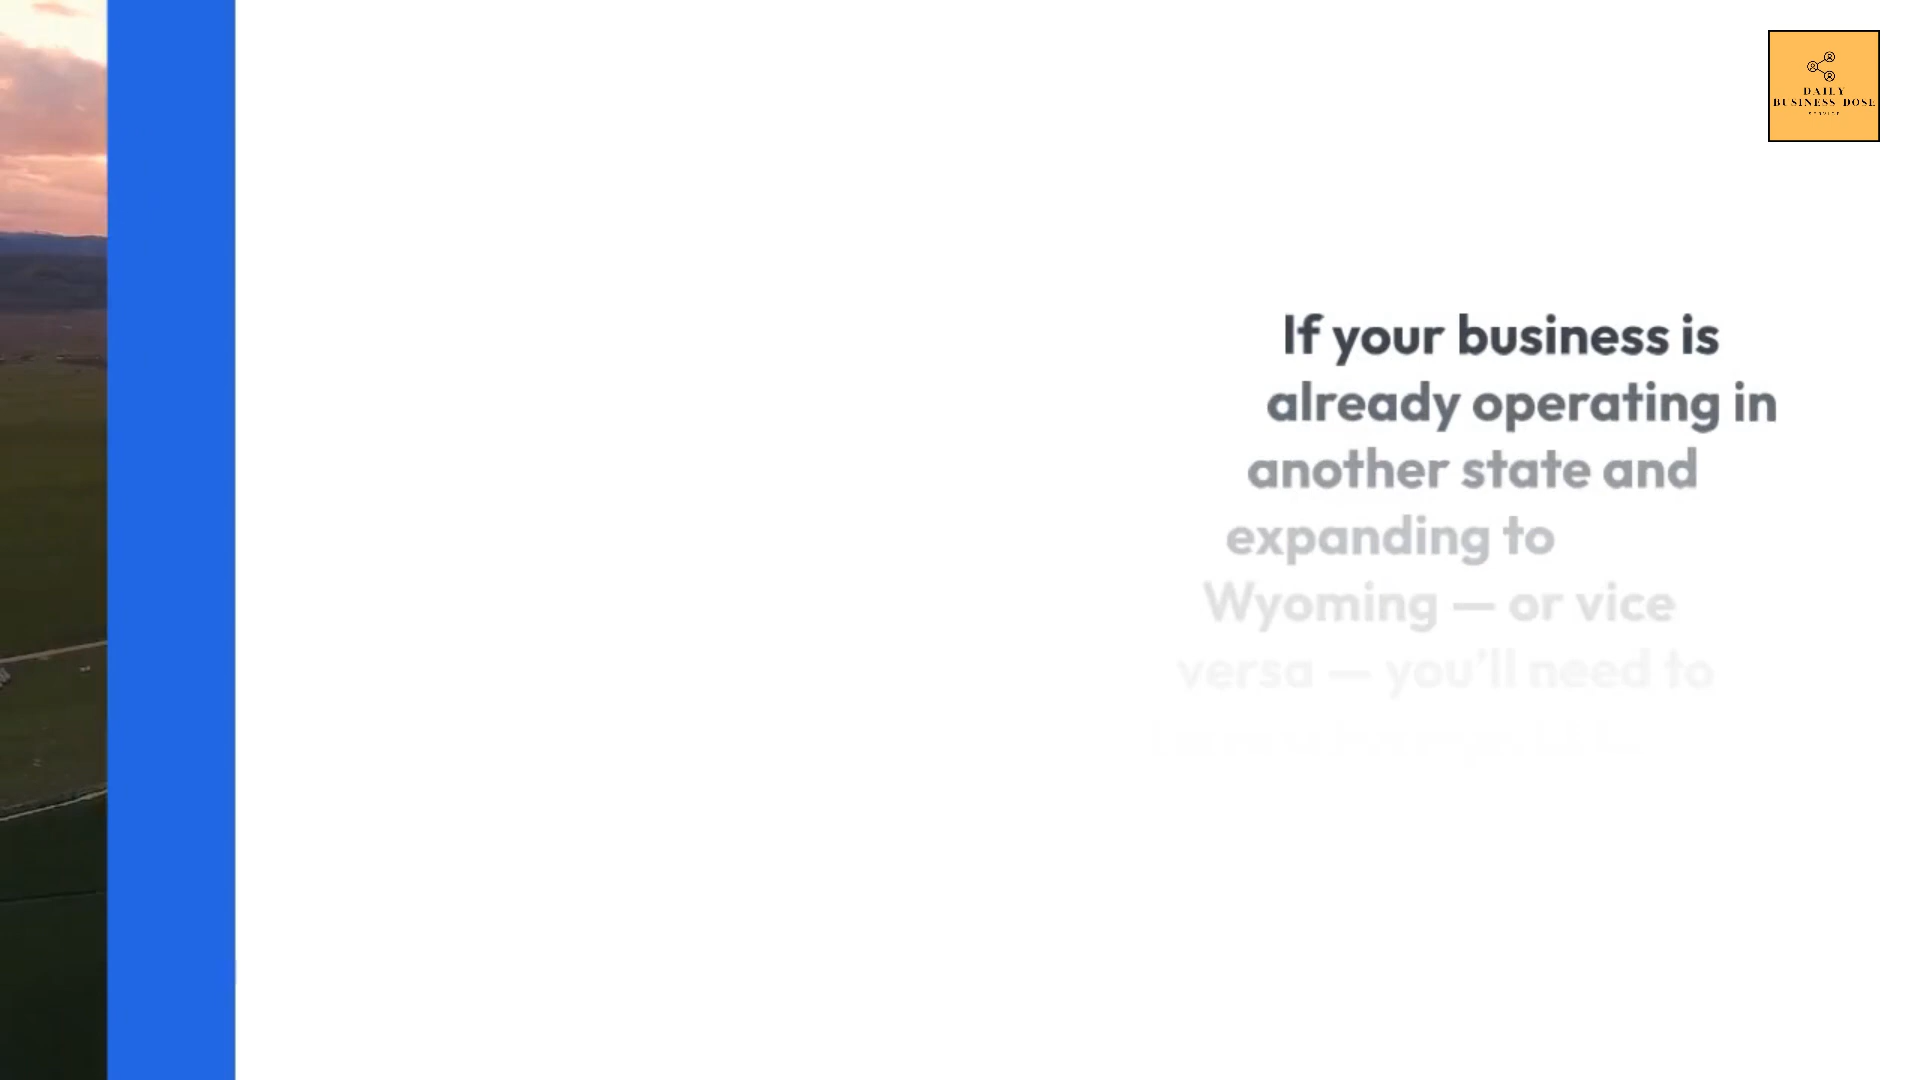 DAILY
BUSINESS DOSE
If your business is
already operating in
another state and
expanding to
Wyoming — or vice
versa — you’ll need to